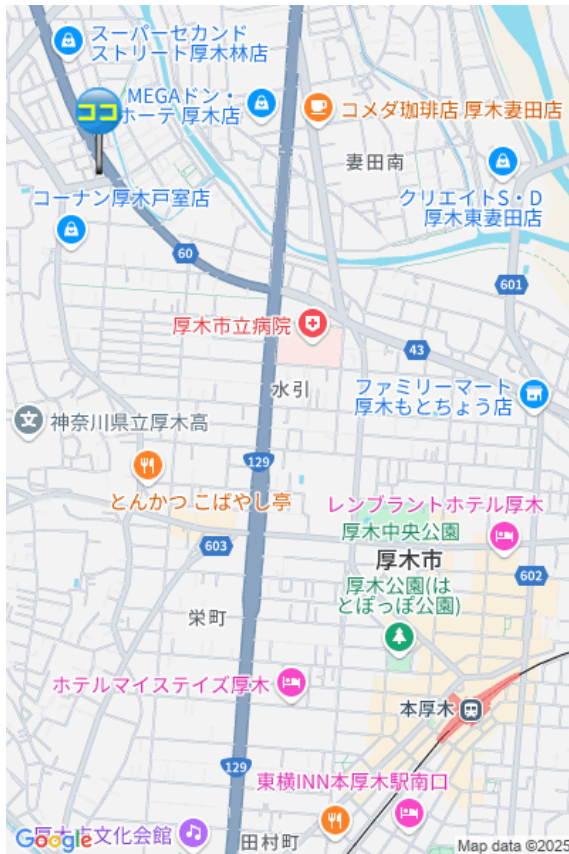 スーパーセカンド
ストリート厚木林店
MEGAドン・
ホーテ 厚木店
ココ
コメダ珈琲店 厚木妻田店
妻田南
クリエイトS・D
厚木東妻田店
コーナン厚木戸室店
60
601
厚木市立病院
43
水引
ファミリーマート
厚木もとちょう店
神奈川県立厚木高
129
とんかつ こばやし亭
レンブラントホテル厚木
厚木中央公園
603
厚木市
602
厚木公園(は
とぽっぽ公園)
栄町
ホテルマイステイズ厚木
本厚木
129
東横INN本厚木駅南口
Google
厚木市文化会館
田村町
Map data ©2025